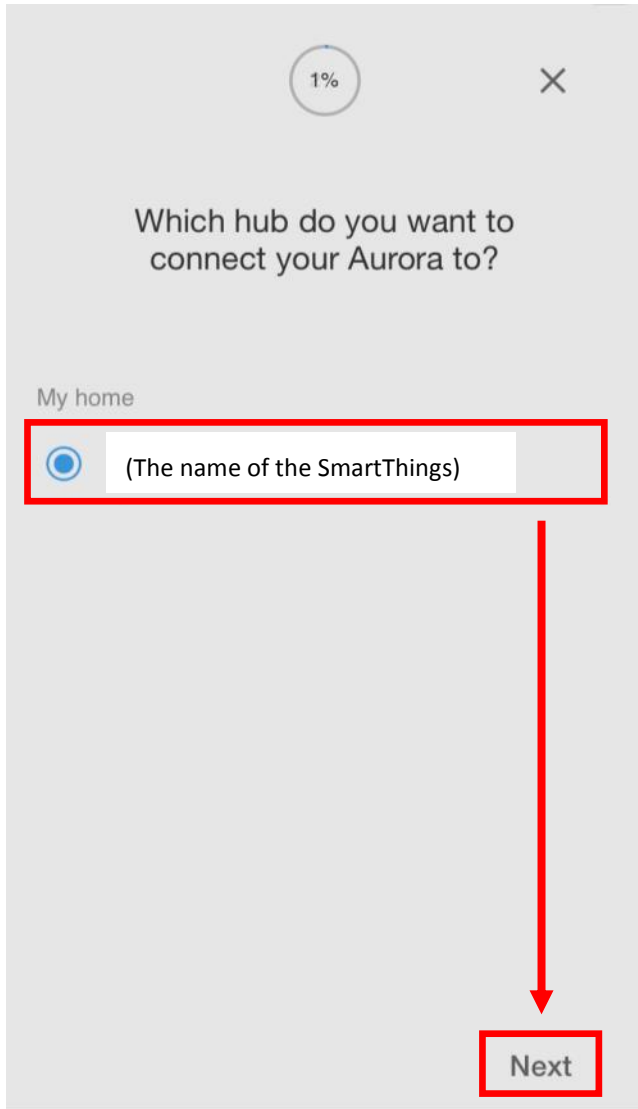 1%
Which hub do you want to
connect your Aurora to?
My home
(The name of the SmartThings)
Next